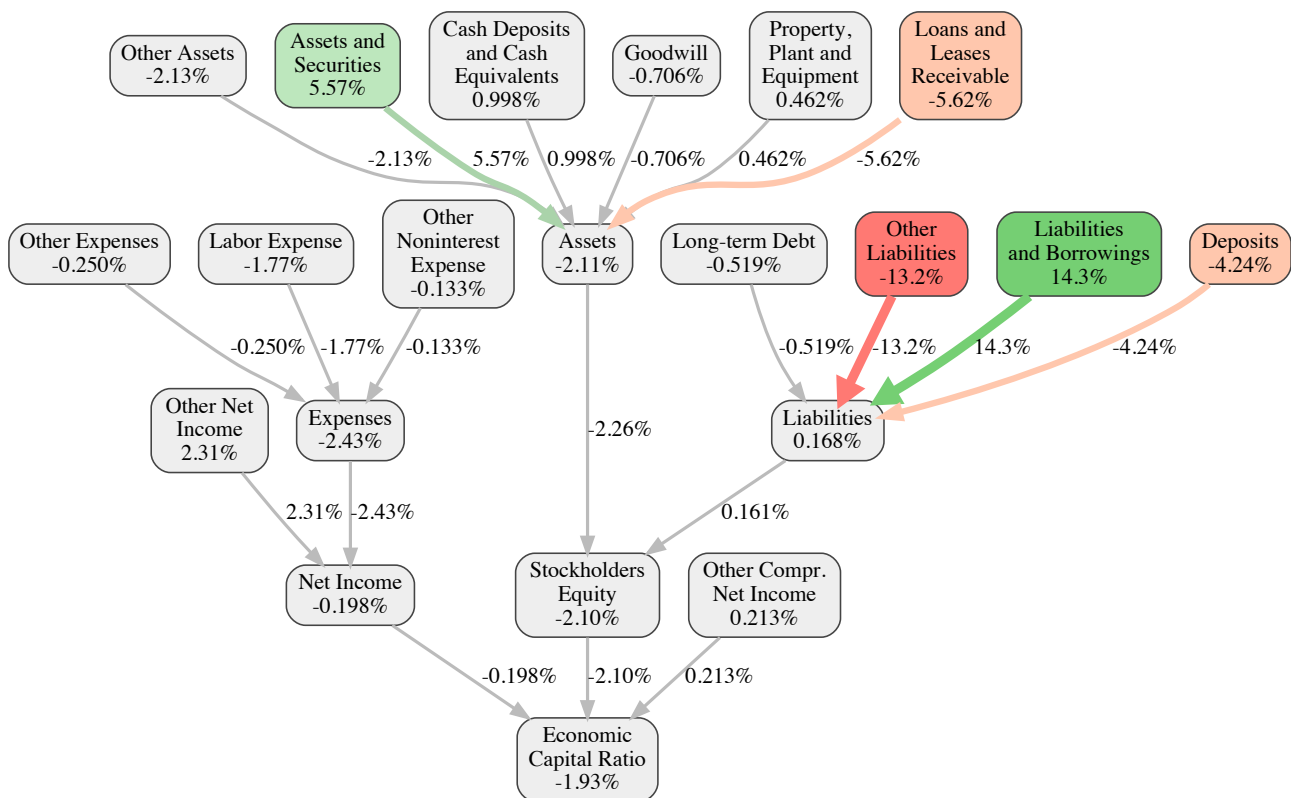 Other Assets
-2.13%
Assets and
Securities
5.57%
Cash Deposits
and Cash
Equivalents
0.998%
Goodwill
-0.706%
Property,
Plant and
Equipment
0.462%
Loans and
Leases
Receivable
-5.62%
-2.13%
5.57%
0.998%
-0.706%
0.462%
-5.62%
Other Expenses
-0.250%
Labor Expense
-1.77%
Other
Noninterest
Expense
-0.133%
Assets
-2.11%
Long-term Debt
-0.519%
Other
Liabilities
-13.2%
Liabilities
and Borrowings
14.3%
Deposits
-4.24%
-0.250%
-1.77%
-0.133%
-0.519%
-13.2%
14.3%
-4.24%
Other Net
Income
2.31%
Expenses
-2.43%
-2.26%
Liabilities
0.168%
2.31%
-2.43%
0.161%
Net Income
-0.198%
Stockholders
Equity
-2.10%
Other Compr.
Net Income
0.213%
-0.198%
-2.10%
0.213%
Economic
Capital Ratio
-1.93%